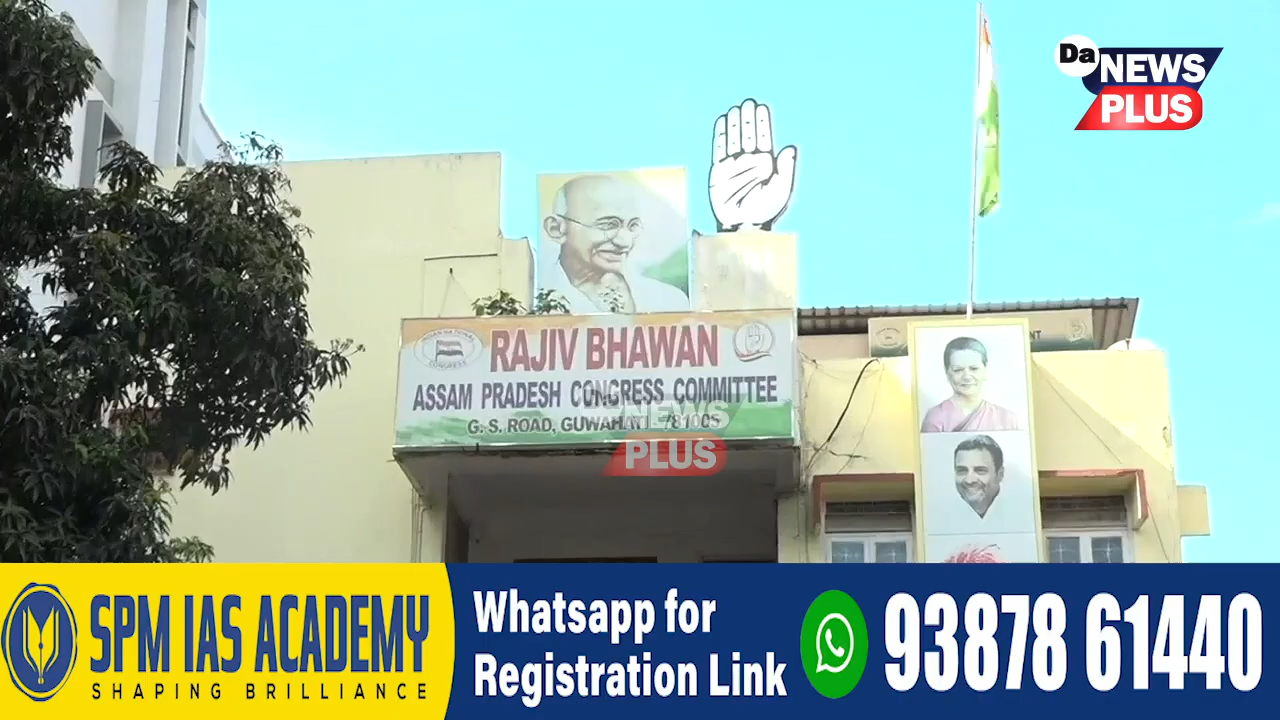 Da
NEWS
PLUS
RAJIV BHAWAN
ASSAM PRADESH CONGRESS COMMITTEE
G. S. ROAD, GUWAHATI 781005
NEWS
PLUS
SPM IAS ACADEMY
SHAPING BRILLIANCE
Whatsapp for
Registration Link
93878 61440